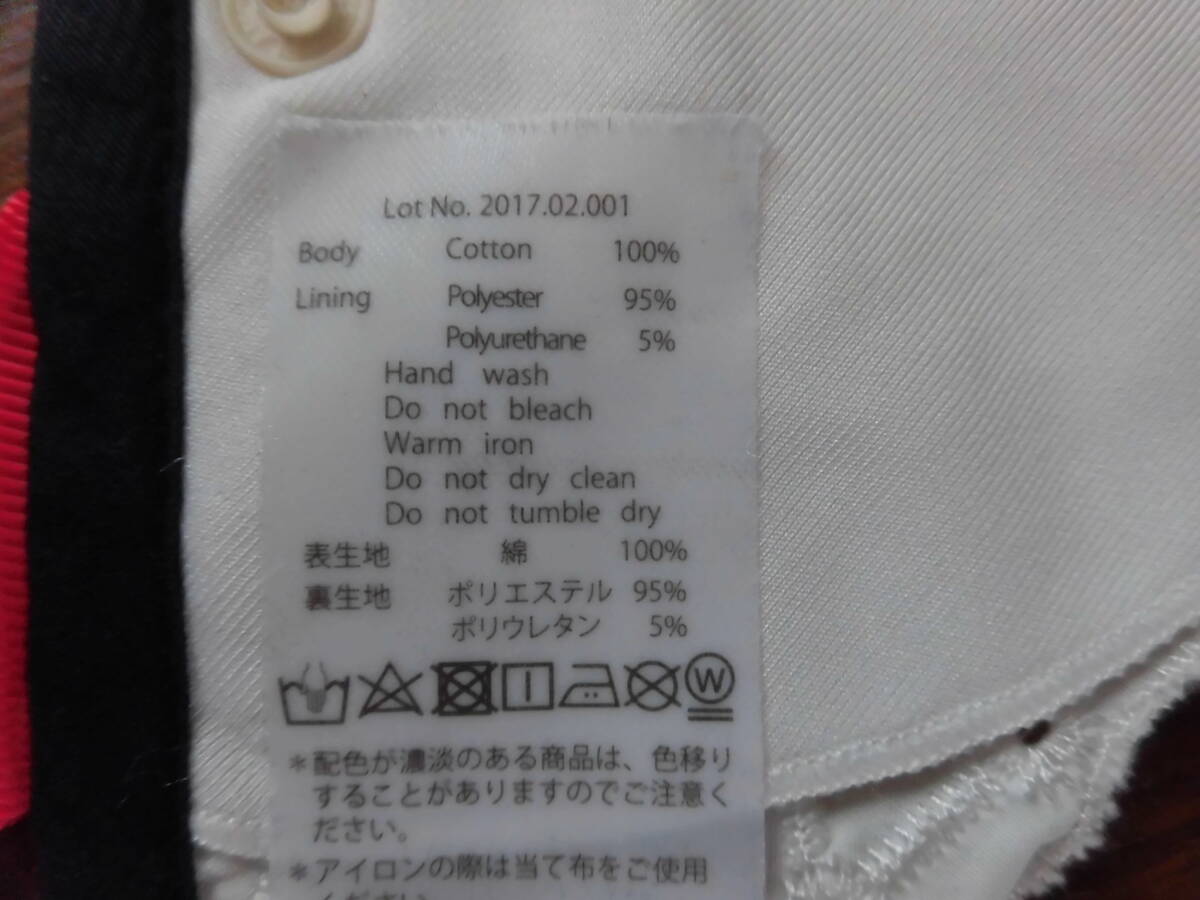 Lot No. 2017.02.001
Body Cotton 100%
Lining Polyester 95%
Polyurethane 5%
Hand wash
Do not bleach
Warm iron
Do not dry clean
Do not tumble dry
表生地 綿 100%
裏生地 ポリエステル 95%
ポリウレタン 5%
W
*配色が濃淡のある商品は、色移り
することがありますのでご注意く
ださい。
*アイロンの際は当て布をご使用
ください。